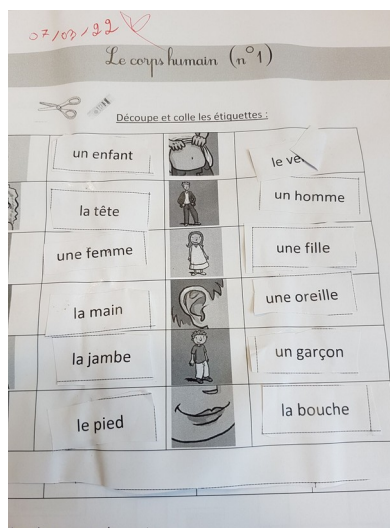 07/03/22
Le corps humain (n°1)
Découpe et colle les étiquettes :
un enfant
le ve
la tête
un homme
une femme
une fille
la main
une oreille
la jambe
un garçon
le pied
la bouche